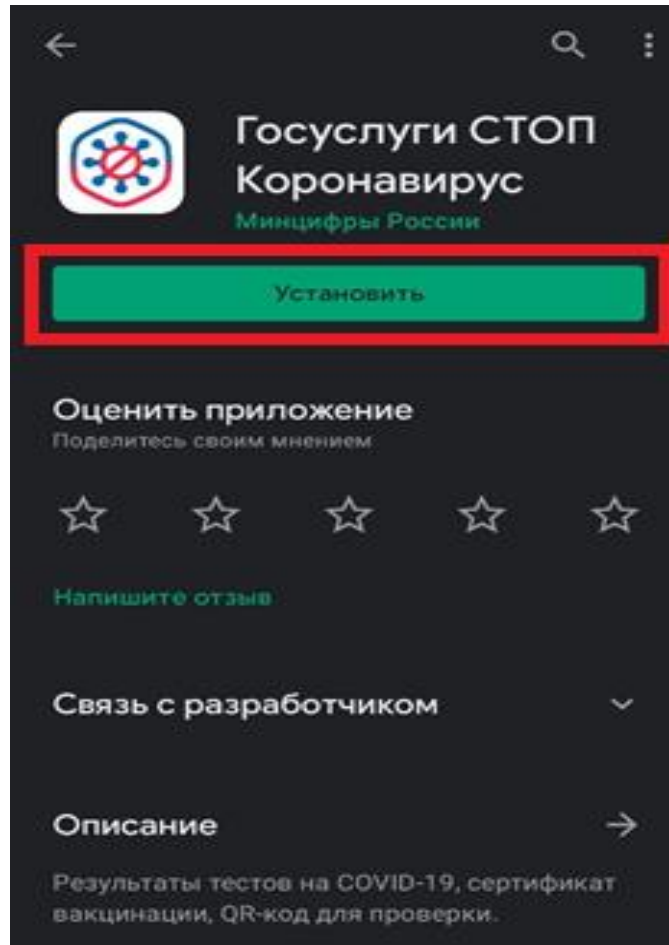 Госуслуги СТОП
Коронавирус
Минцифры России
Установить
Оценить приложение
Поделитесь своим мнением
Напишите отзыв
Связь с разработчиком
Описание
Результаты тестов на COVID-19, сертификат
вакцинации, QR-код для проверки.